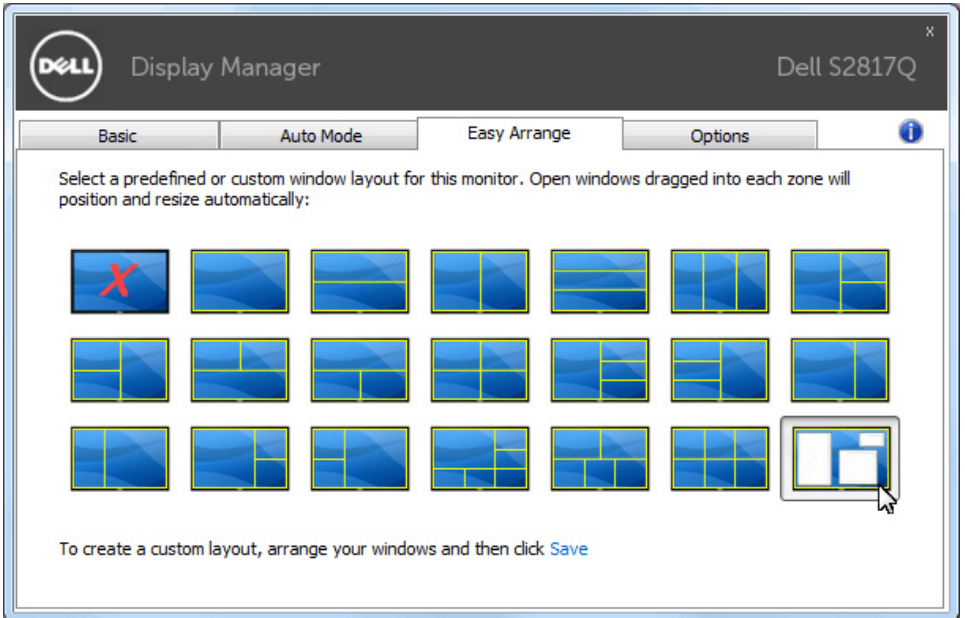 DELL
Display Manager
Dell S2817Q
x
Basic
Auto Mode
Easy Arrange
Options
i
Select a predefined or custom window layout for this monitor. Open windows dragged into each zone will
position and resize automatically:
X
To create a custom layout, arrange your windows and then click Save